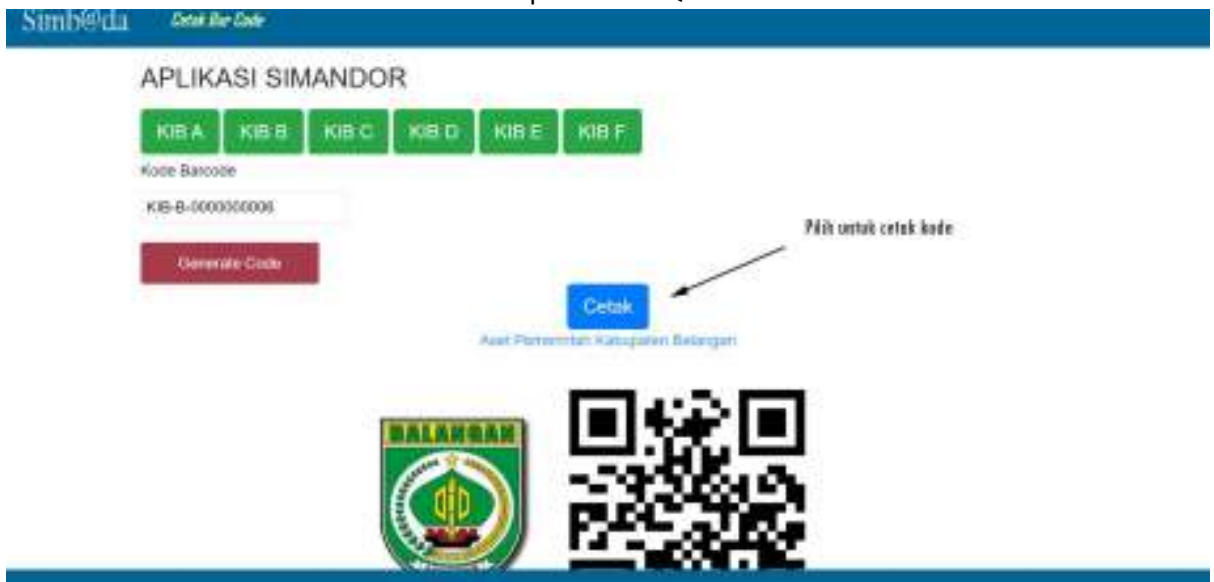 Simb@da Cetak Bar Code
APLIKASI SIMANDOR
KIB A KIB B KIB C KIB D KIB E KIB F
Kode Barcode
KIB-B-0000000006
Generate Code
Pilih untuk cetak kode
Cetak
Aset Pemerintah Kabupaten Balangan
BALANGAN